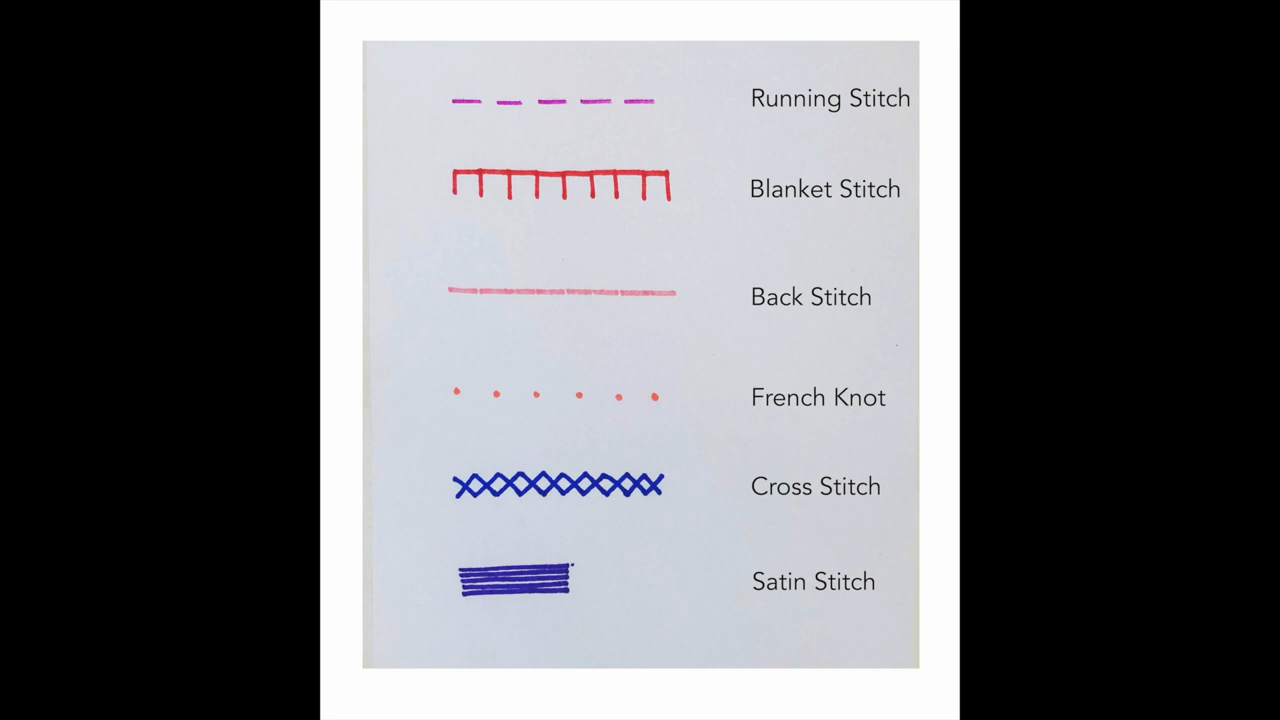 Running Stitch
Blanket Stitch
Back Stitch
French Knot
Cross Stitch
Satin Stitch